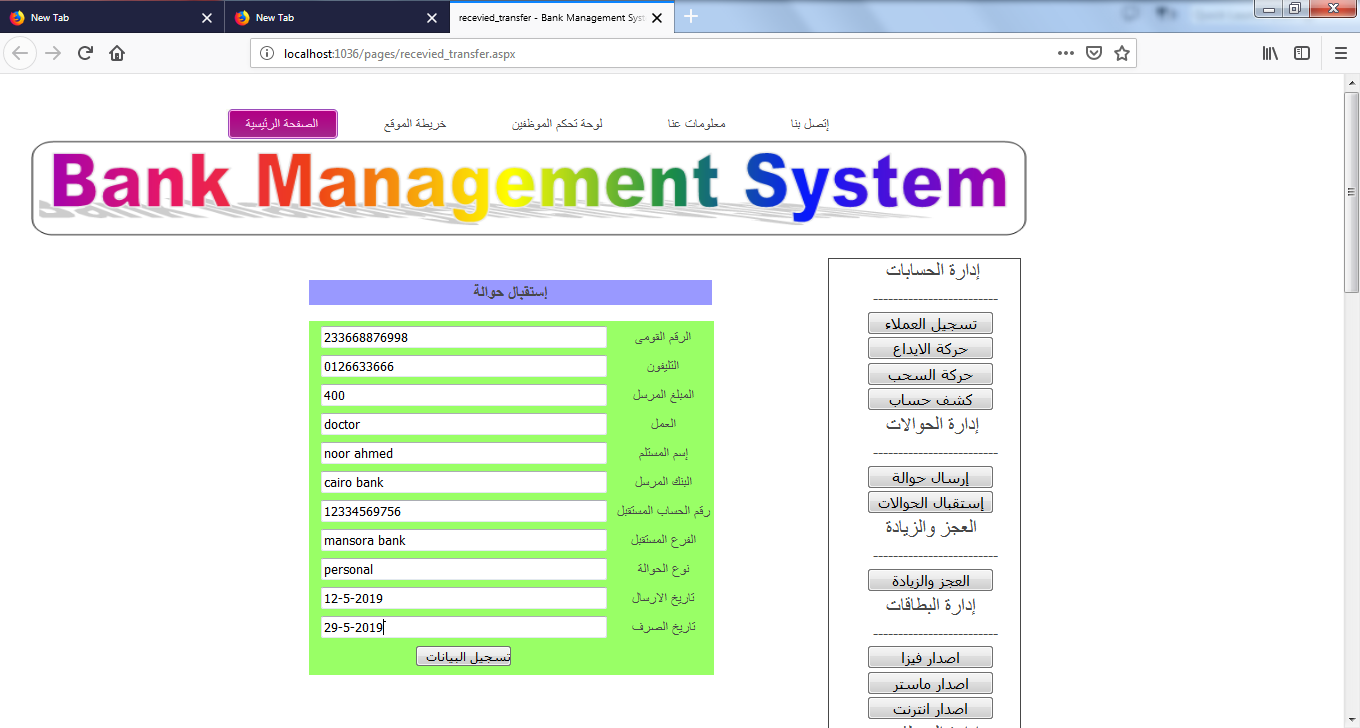 New Tab
New Tab
recevied_transfer - Bank Management Syst
localhost:1036/pages/recevied_transfer.aspx
الصفحة الرئيسية
خريطة الموقع
لوحة تحكم الموظفين
معلومات عنا
إتصل بنا
Bank Management System
إستقبال حوالة
الرقم القومى
233668876998
التليفون
0126633666
المبلغ المرسل
400
العمل
doctor
إسم المستلم
noor ahmed
البنك المرسل
cairo bank
رقم الحساب المستقبل
12334569756
الفرع المستقبل
mansora bank
نوع الحوالة
personal
تاريخ الارسال
12-5-2019
تاريخ الصرف
29-5-2019
تسجيل البيانات
إدارة الحسابات
-------------------------
تسجيل العملاء
حركة الايداع
حركة السحب
كشف حساب
إدارة الحوالات
-------------------------
إرسال حوالة
إستقبال الحوالات
العجز والزيادة
-------------------------
العجز والزيادة
إدارة البطاقات
-------------------------
اصدار فيزا
اصدار ماستر
اصدار انترنت